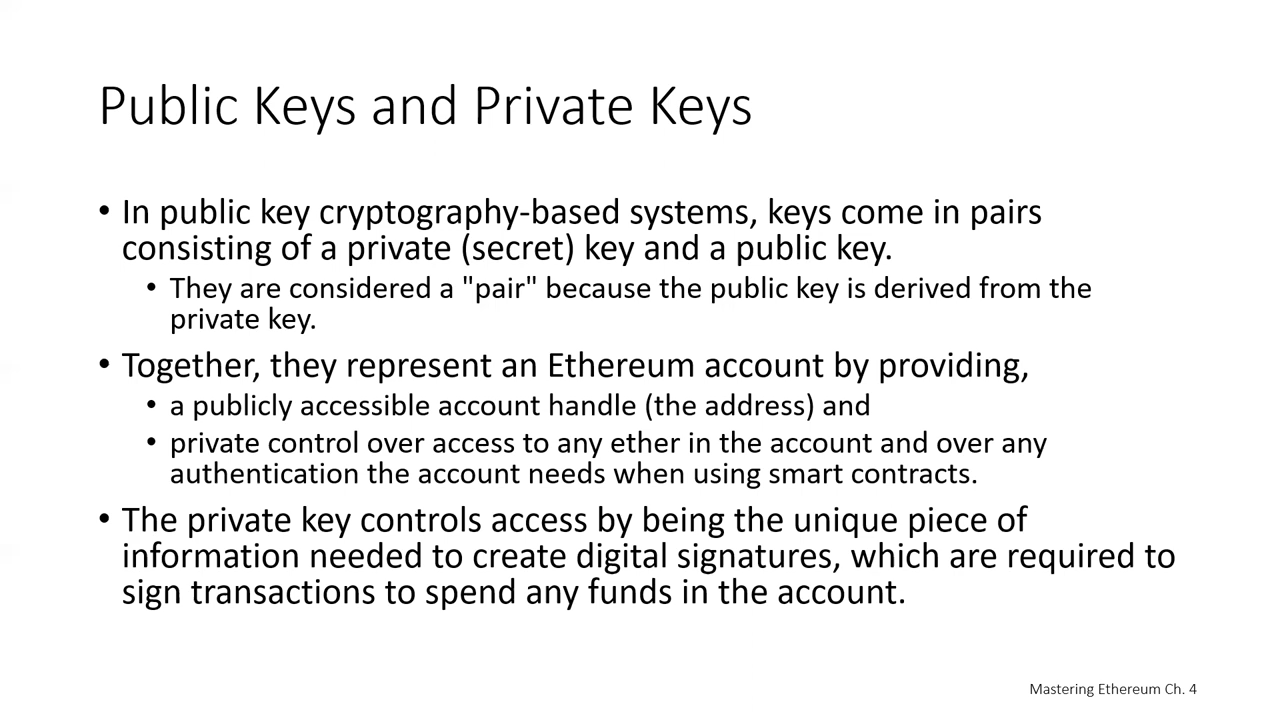 Public Keys and Private Keys
• In public key cryptography-based systems, keys come in pairs
consisting of a private (secret) key and a public key.
• They are considered a "pair" because the public key is derived from the
private key.
• Together, they represent an Ethereum account by providing,
• a publicly accessible account handle (the address) and
• private control over access to any ether in the account and over any
authentication the account needs when using smart contracts.
• The private key controls access by being the unique piece of
information needed to create digital signatures, which are required to
sign transactions to spend any funds in the account.
Mastering Ethereum Ch. 4